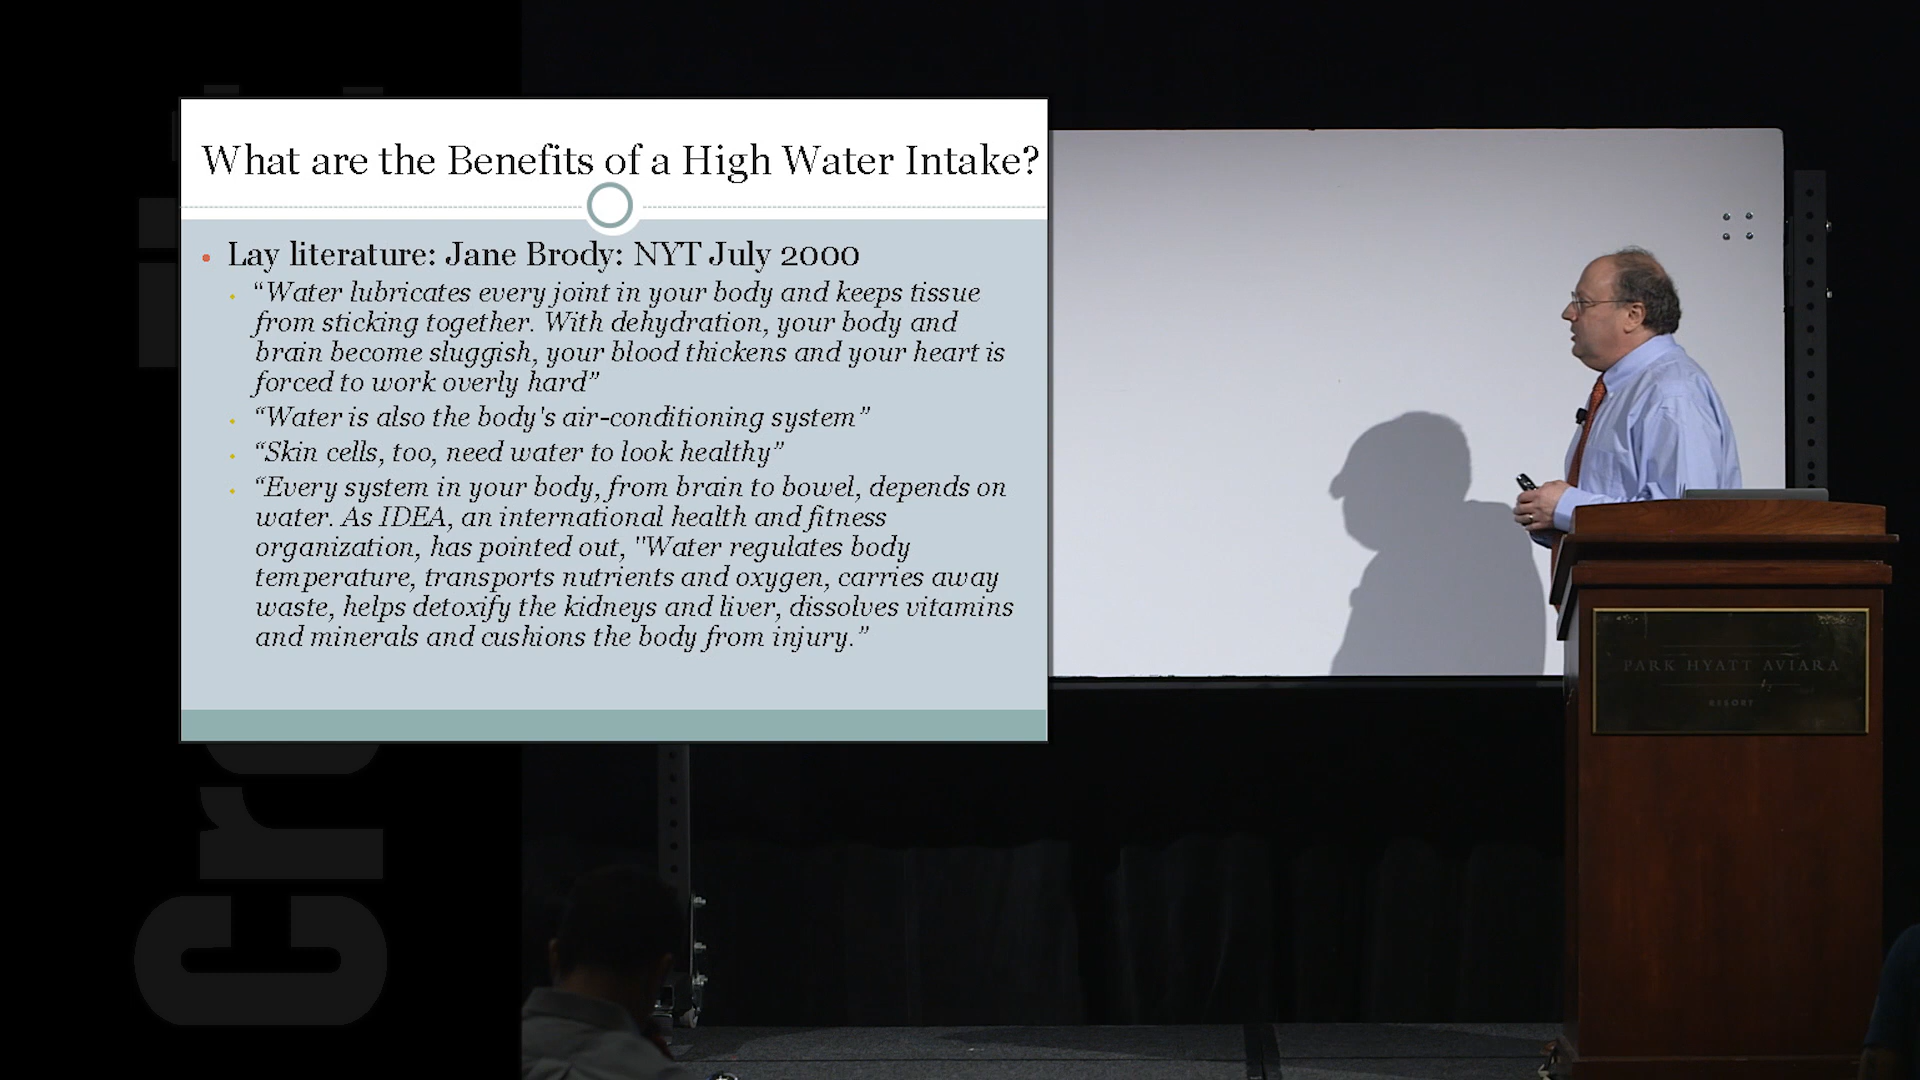 What are the Benefits of a High Water Intake?
• Lay literature: Jane Brody: NYT July 2000
• “Water lubricates every joint in your body and keeps tissue
from sticking together. With dehydration, your body and
brain become sluggish, your blood thickens and your heart is
forced to work overly hard”
• “Water is also the body's air-conditioning system”
• “Skin cells, too, need water to look healthy”
• “Every system in your body, from brain to bowel, depends on
water. As IDEA, an international health and fitness
organization, has pointed out, "Water regulates body
temperature, transports nutrients and oxygen, carries away
waste, helps detoxify the kidneys and liver, dissolves vitamins
and minerals and cushions the body from injury.”
PARK HYATT AVIARA
RESORT